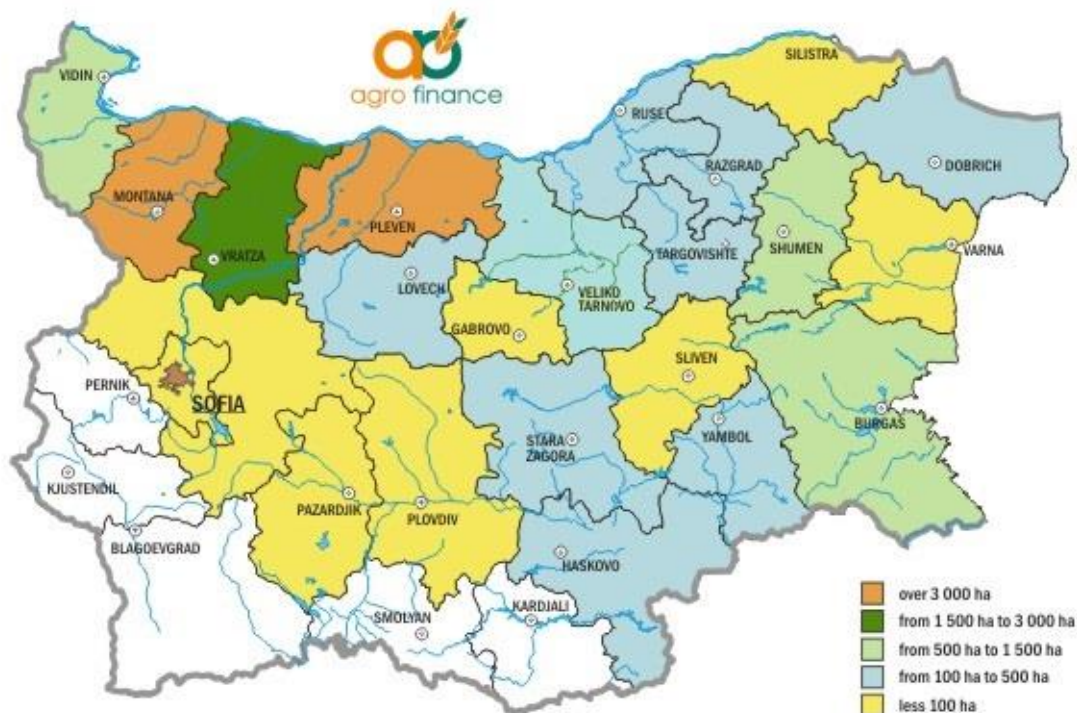 ao
agro finance
VIDIN
SILISTRA
RUSE
RAZGRAD
DOBRICH
MONTANA
PLEVEN
VRATZA
TARGOVISHTE
SHUMEN
VARNA
LOVECH
VELIKO
TARNOVO
GABROVO
SLIVEN
PERNIK
SOFIA
BURGAS
STARA
ZAGORA
YAMBOL
KJUSTENDIL
PAZARDJIK
PLOVDIV
BLAGOEVGRAD
HASKOVO
SMOLYAN
KARDJALI
over 3 000 ha
from 1 500 ha to 3 000 ha
from 500 ha to 1 500 ha
from 100 ha to 500 ha
less 100 ha